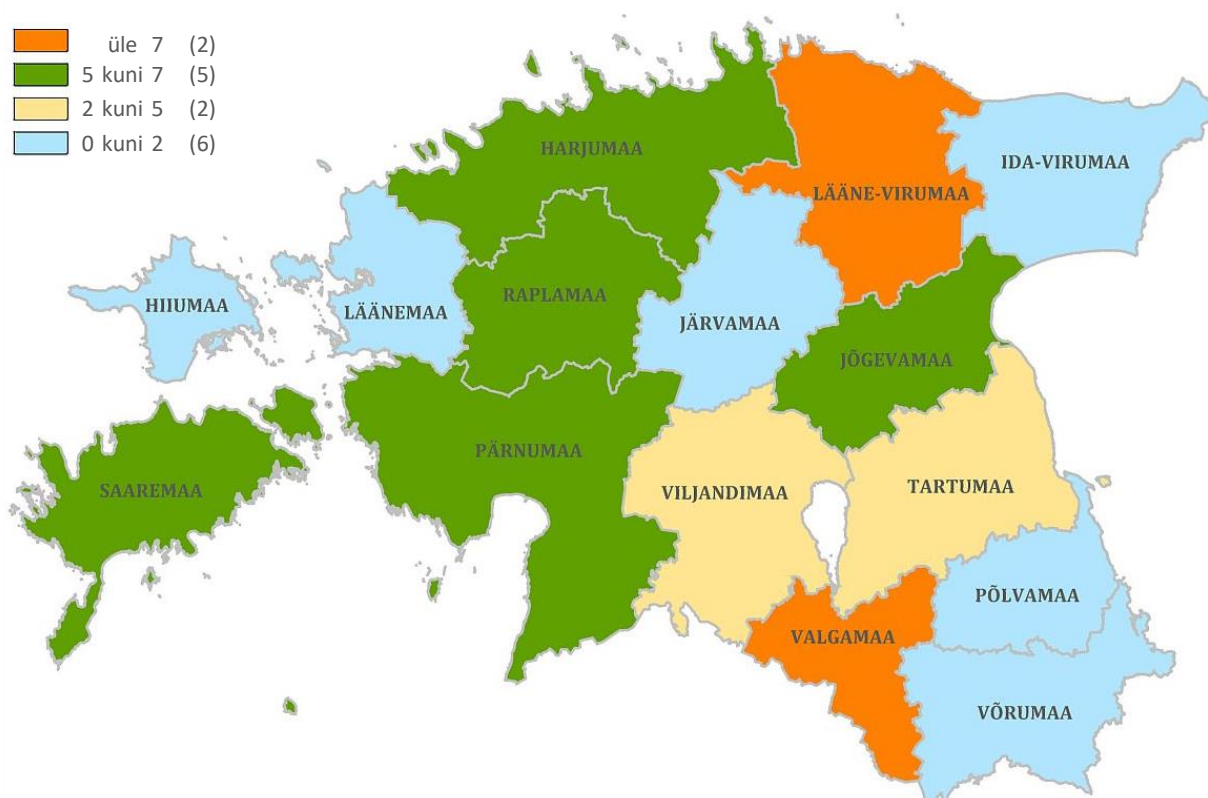 üle 7 (2)
5 kuni 7 (5)
2 kuni 5 (2)
0 kuni 2 (6)
HARJUMAA
IDA-VIRUMAA
LÄÄNE-VIRUMAA
RAPLAMAA
HIIUMAA
LÄÄNEMAA
JÄRVAMAA
JÕGEVAMAA
PÄRNUMAA
SAAREMAA
VILJANDIMAA
TARTUMAA
PÕLVAMAA
VALGAMAA
VÕRUMAA